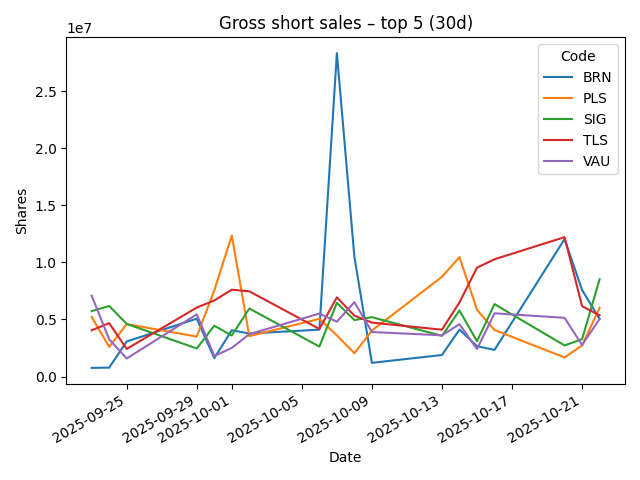 Gross short sales – top 5 (30d)
1e7
Code
BRN
PLS
SIG
TLS
VAU
Shares
2.5
2.0
1.5
1.0
0.5
0.0
2025-09-25
2025-09-29
2025-10-01
2025-10-05
2025-10-09
2025-10-13
2025-10-17
2025-10-21
Date